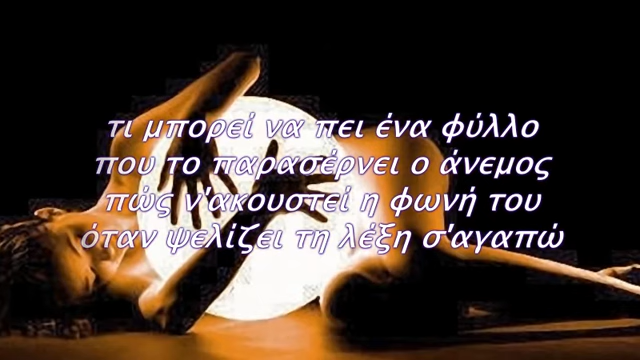 τι μπορεί να πει ένα φύλλο
που το παρασέρνει ο άνεμος
πώς ν'ακουστεί η φωνή του
όταν ψελίζει τη λέξη σ'αγαπώ